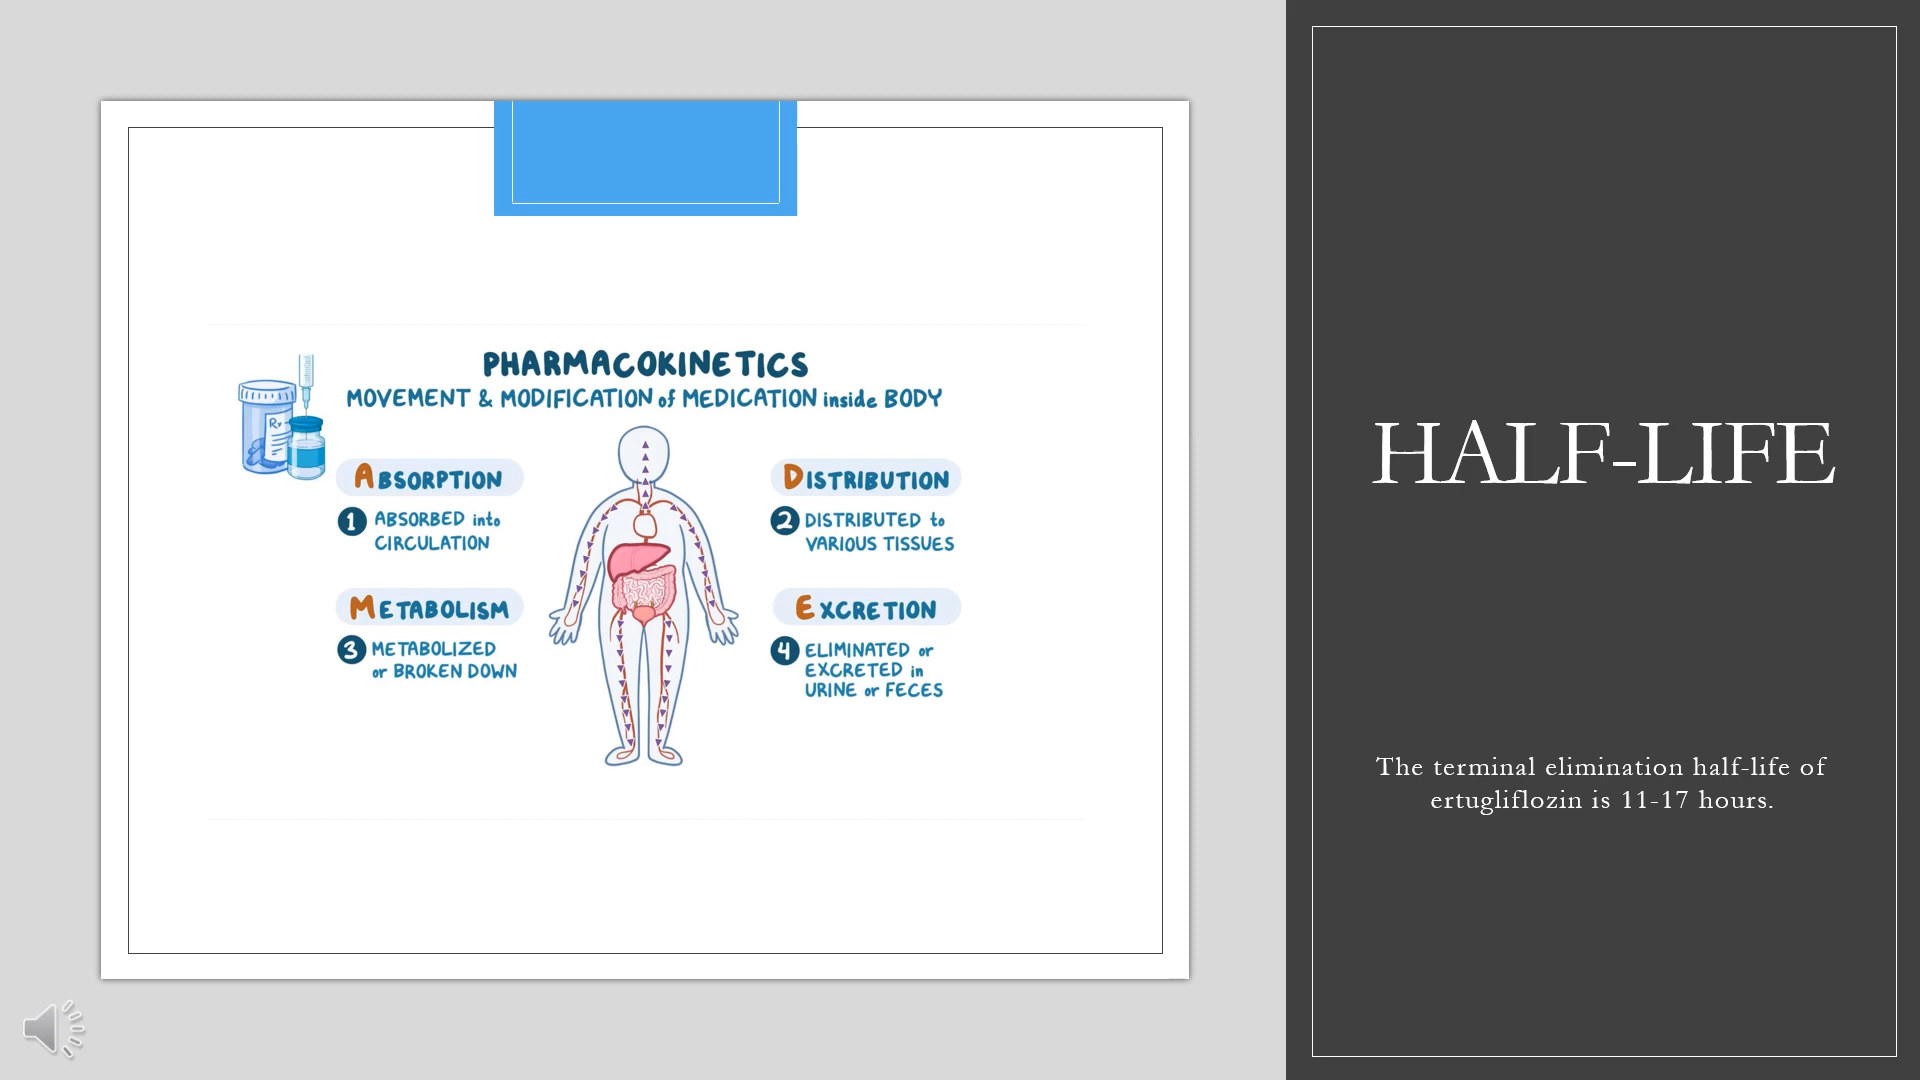 PHARMACOKINETICS
MOVEMENT & MODIFICATION of MEDICATION inside BODY
Rx
ABSORPTION
1 ABSORBED into
CIRCULATION
DISTRIBUTION
2 DISTRIBUTED to
VARIOUS TISSUES
METABOLISM
3 METABOLIZED
or BROKEN DOWN
EXCRETION
4 ELIMINATED or
EXCRETED in
URINE or FECES
HALF-LIFE
The terminal elimination half-life of
ertugliflozin is 11-17 hours.